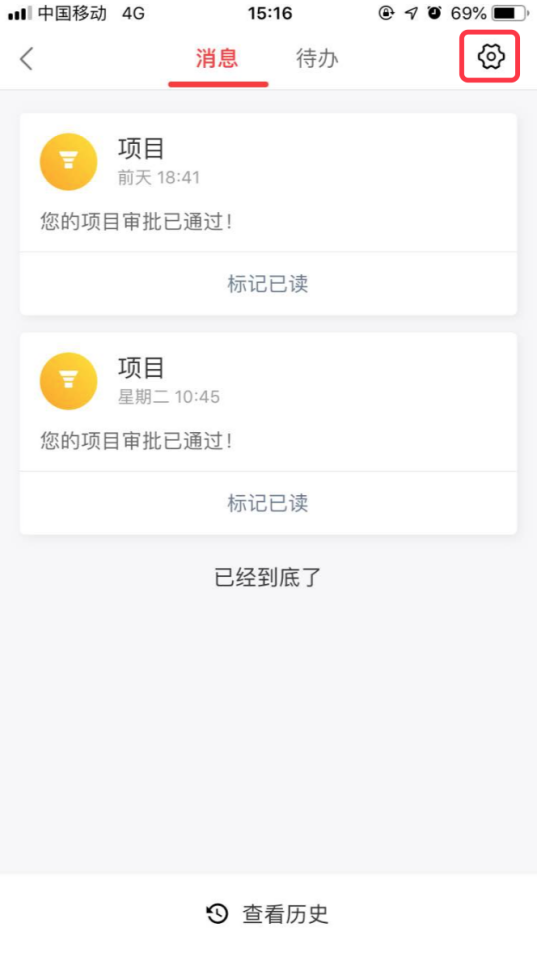 中国移动 4G 15:16 69%
消息 待办
项目
前天 18:41
您的项目审批已通过！
标记已读
项目
星期二 10:45
您的项目审批已通过！
标记已读
已经到底了
查看历史